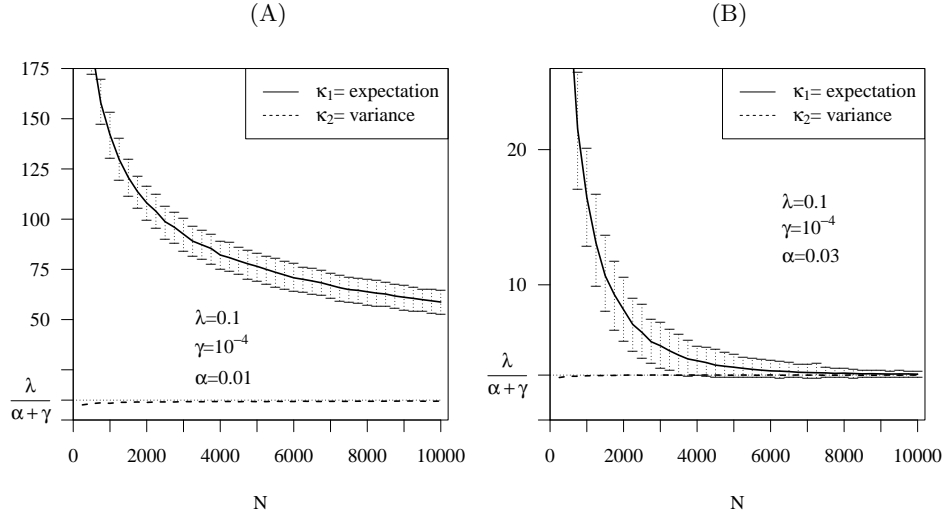 (A)
175
150
125
100
75
50
λ
α+γ
κ1= expectation
κ2= variance
λ=0.1
γ=10⁻⁴
α=0.01
0
2000
4000
6000
8000
10000
N
(B)
20
10
λ
α+γ
κ1= expectation
κ2= variance
λ=0.1
γ=10⁻⁴
α=0.03
0
2000
4000
6000
8000
10000
N